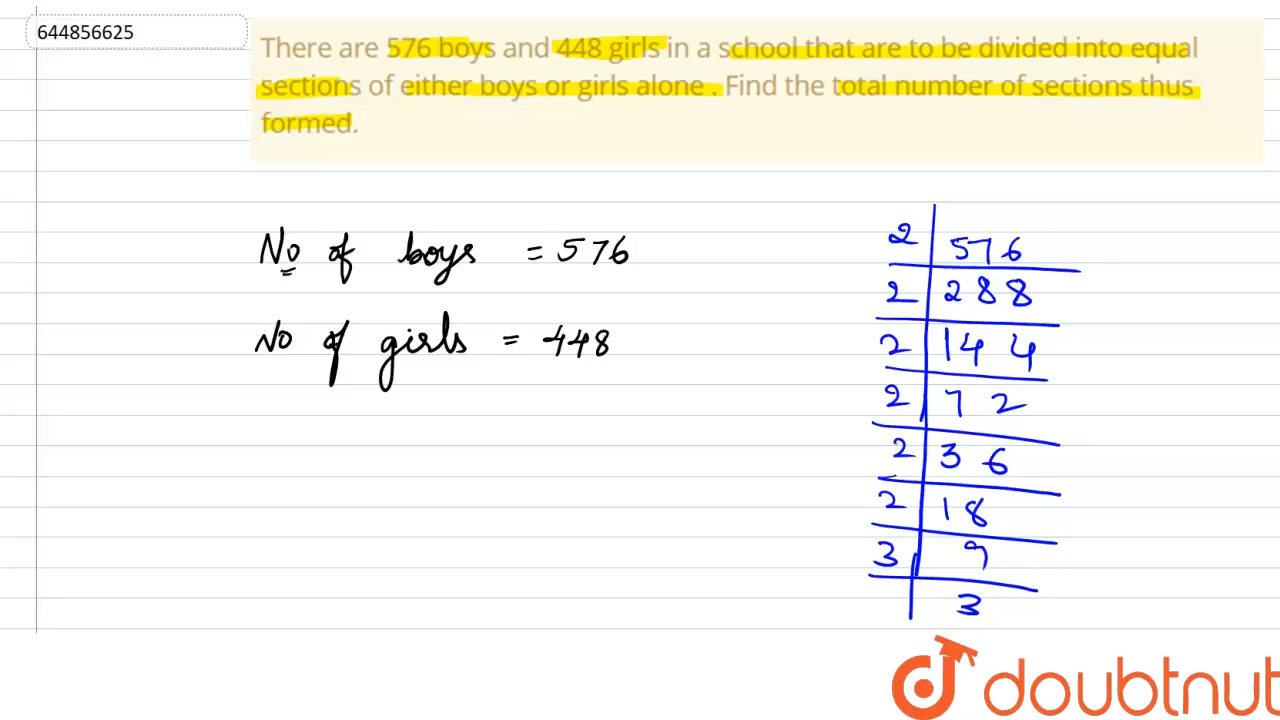 644856625
There are 576 boys and 448 girls in a school that are to be divided into equal
sections of either boys or girls alone . Find the total number of sections thus
formed.
No of boys = 576
No of girls = 448
2 576
2 288
2 144
2 72
2 36
2 18
3 9
3
doubtnut